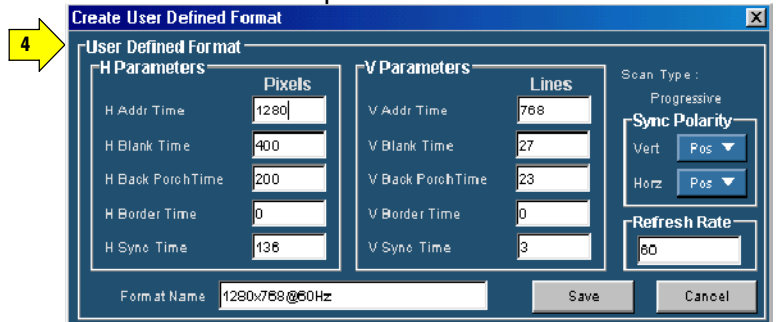 Create User Defined Format
4
User Defined Format
H Parameters
Pixels
H Addr Time 1280
H Blank Time 400
H Back PorchTime 200
H Border Time 0
H Sync Time 136
V Parameters
Lines
V Addr Time 768
V Blank Time 27
V Back PorchTime 23
V Border Time 0
V Sync Time 3
Scan Type :
Progressive
Sync Polarity
Vert Pos
Horz Pos
Refresh Rate
60
Format Name 1280x768@60Hz
Save
Cancel